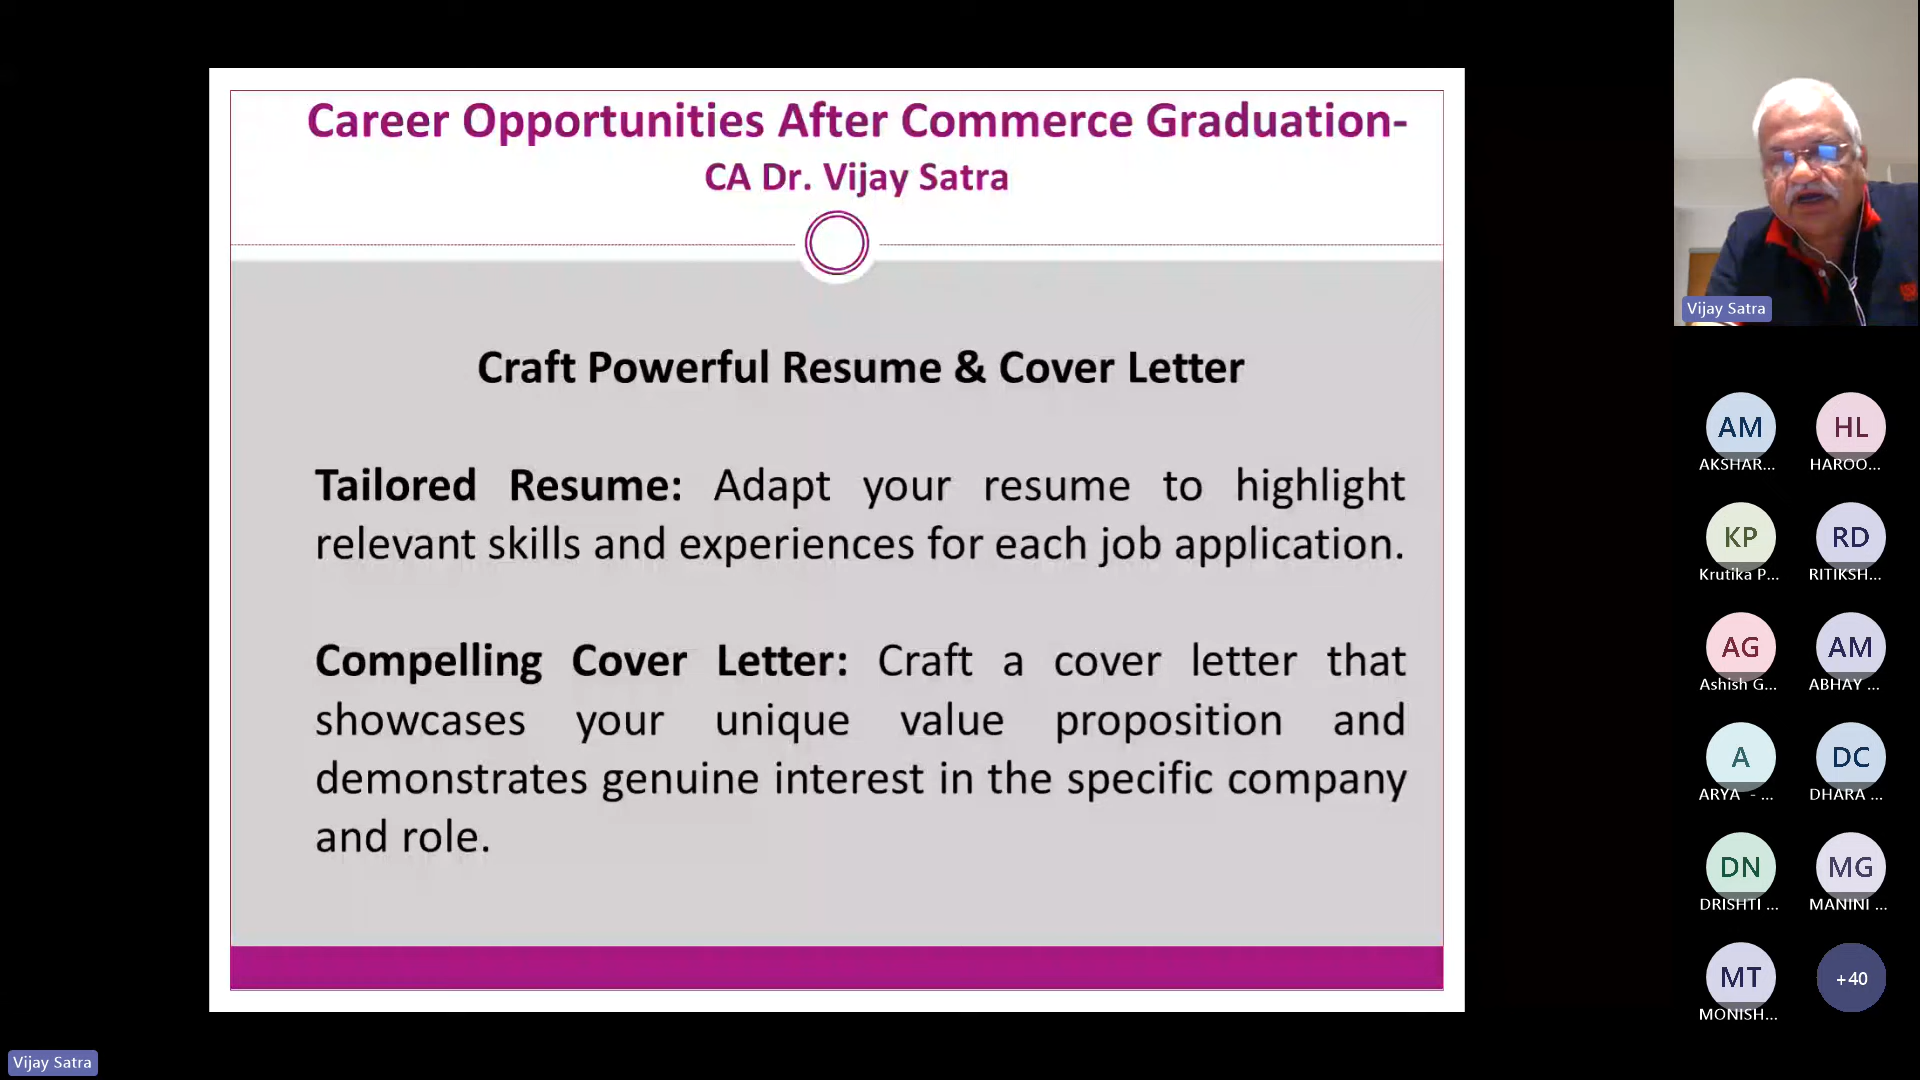 Career Opportunities After Commerce Graduation-
CA Dr. Vijay Satra
Craft Powerful Resume & Cover Letter
Tailored Resume: Adapt your resume to highlight
relevant skills and experiences for each job application.
Compelling Cover Letter: Craft a cover letter that
showcases your unique value proposition and
demonstrates genuine interest in the specific company
and role.
Vijay Satra
AM
HL
AKSHAR...
HAROO...
KP
RD
Krutika P...
RITIKSH...
AG
AM
Ashish G...
ABHAY ...
A
DC
ARYA - ...
DHARA ...
DN
MG
DRISHTI ...
MANINI ...
MT
+40
MONISH...
Vijay Satra